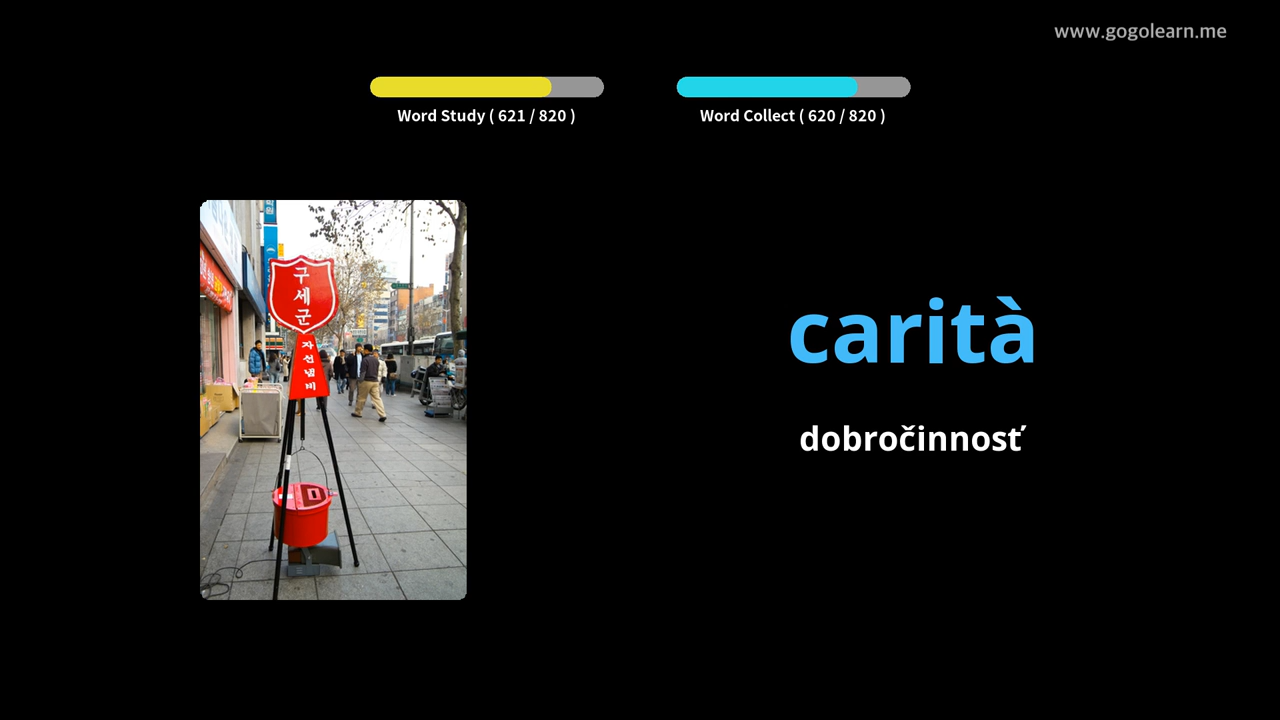 www.gogolearn.me
Word Study ( 621 / 820 )
Word Collect ( 620 / 820 )
구세군
자선냄비
carità
dobročinnosť